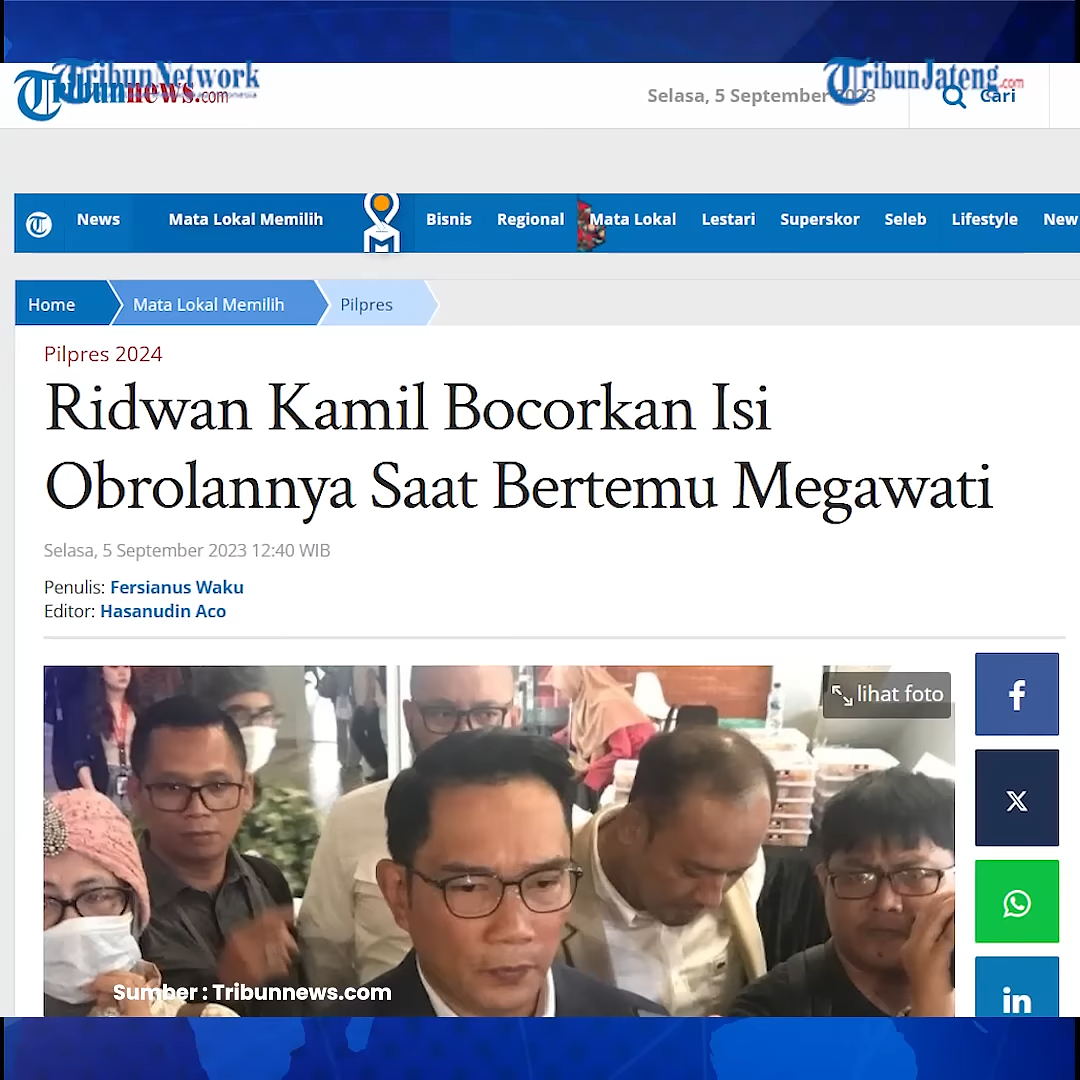 TribunNetwork
Tribunnews.com
TribunJateng.com
Selasa, 5 September 2023
Cari
News
Mata Lokal Memilih
Bisnis
Regional
Mata Lokal
Lestari
Superskor
Seleb
Lifestyle
New
Home
Mata Lokal Memilih
Pilpres
Pilpres 2024
Ridwan Kamil Bocorkan Isi
Obrolannya Saat Bertemu Megawati
Selasa, 5 September 2023 12:40 WIB
Penulis: Fersianus Waku
Editor: Hasanudin Aco
lihat foto
Sumber : Tribunnews.com